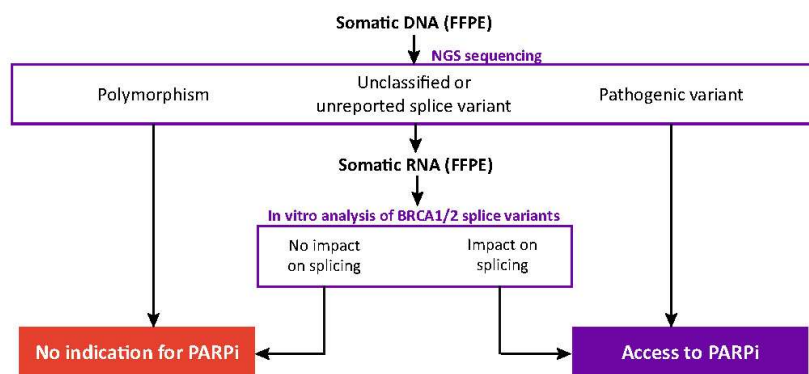 Somatic DNA (FFPE)
NGS sequencing
Polymorphism
Unclassified or
unreported splice variant
Pathogenic variant
Somatic RNA (FFPE)
In vitro analysis of BRCA1/2 splice variants
No impact
on splicing
Impact on
splicing
No indication for PARPi
Access to PARPi